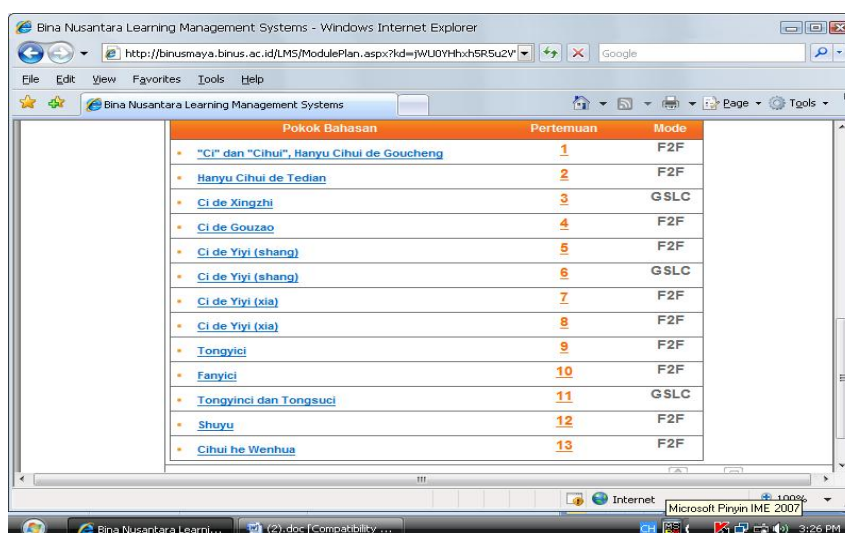 Bina Nusantara Learning Management Systems - Windows Internet Explorer
http://binusmaya.binus.ac.id/LMS/ModulePlan.aspx?kd=jWU0YHhxh5R5u2V
Google
File Edit View Favorites Tools Help
Bina Nusantara Learning Management Systems
Page Tools
Pokok Bahasan Pertemuan Mode
"Ci" dan "Cihui", Hanyu Cihui de Goucheng 1 F2F
Hanyu Cihui de Tedian 2 F2F
Ci de Xingzhi 3 GSLC
Ci de Gouzao 4 F2F
Ci de Yiyi (shang) 5 F2F
Ci de Yiyi (shang) 6 GSLC
Ci de Yiyi (xia) 7 F2F
Ci de Yiyi (xia) 8 F2F
Tongyici 9 F2F
Fanyici 10 F2F
Tongyinci dan Tongsuci 11 GSLC
Shuyu 12 F2F
Cihui he Wenhua 13 F2F
Internet 100%
Microsoft Pinyin IME 2007
Bina Nusantara Learni... (2).doc [Compatibility ... CH 3:26 PM